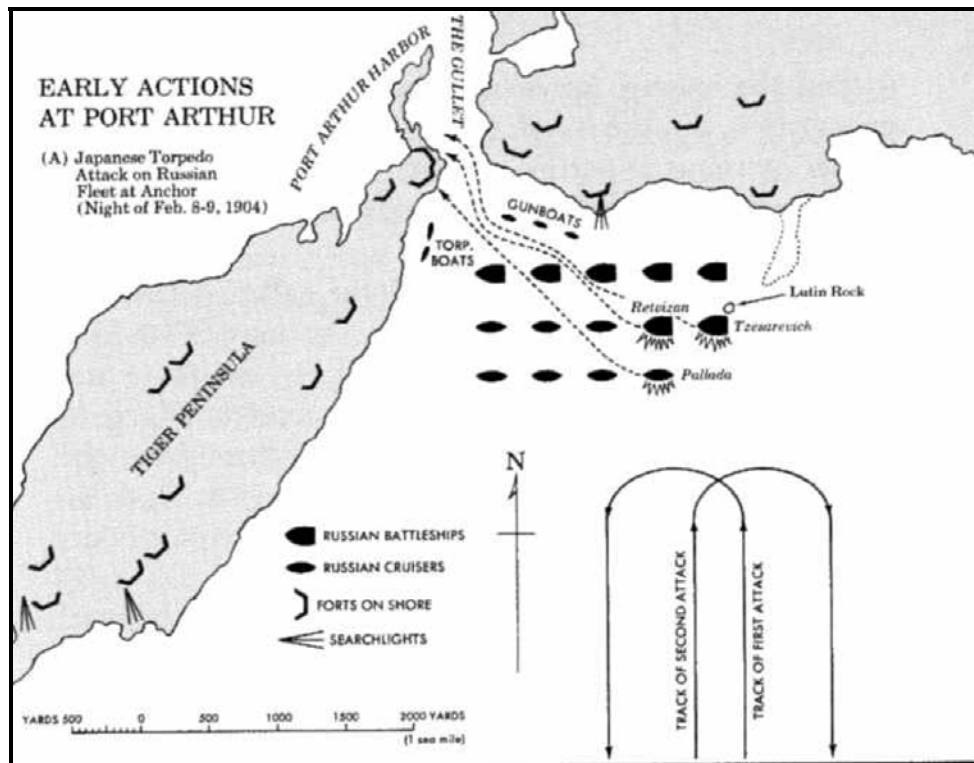 EARLY ACTIONS
AT PORT ARTHUR
(A) Japanese Torpedo
Attack on Russian
Fleet at Anchor
(Night of Feb. 8-9, 1904)
PORT ARTHUR HARBOR
THE GULLET
GUNBOATS
TORP.
BOATS
Lutin Rock
Retvizan
Tzesarevich
Pallada
TIGER PENINSULA
N
RUSSIAN BATTLESHIPS
RUSSIAN CRUISERS
FORTS ON SHORE
SEARCHLIGHTS
TRACK OF SECOND ATTACK
TRACK OF FIRST ATTACK
YARDS 500 0 500 1000 1500 2000 YARDS
(1 sea mile)